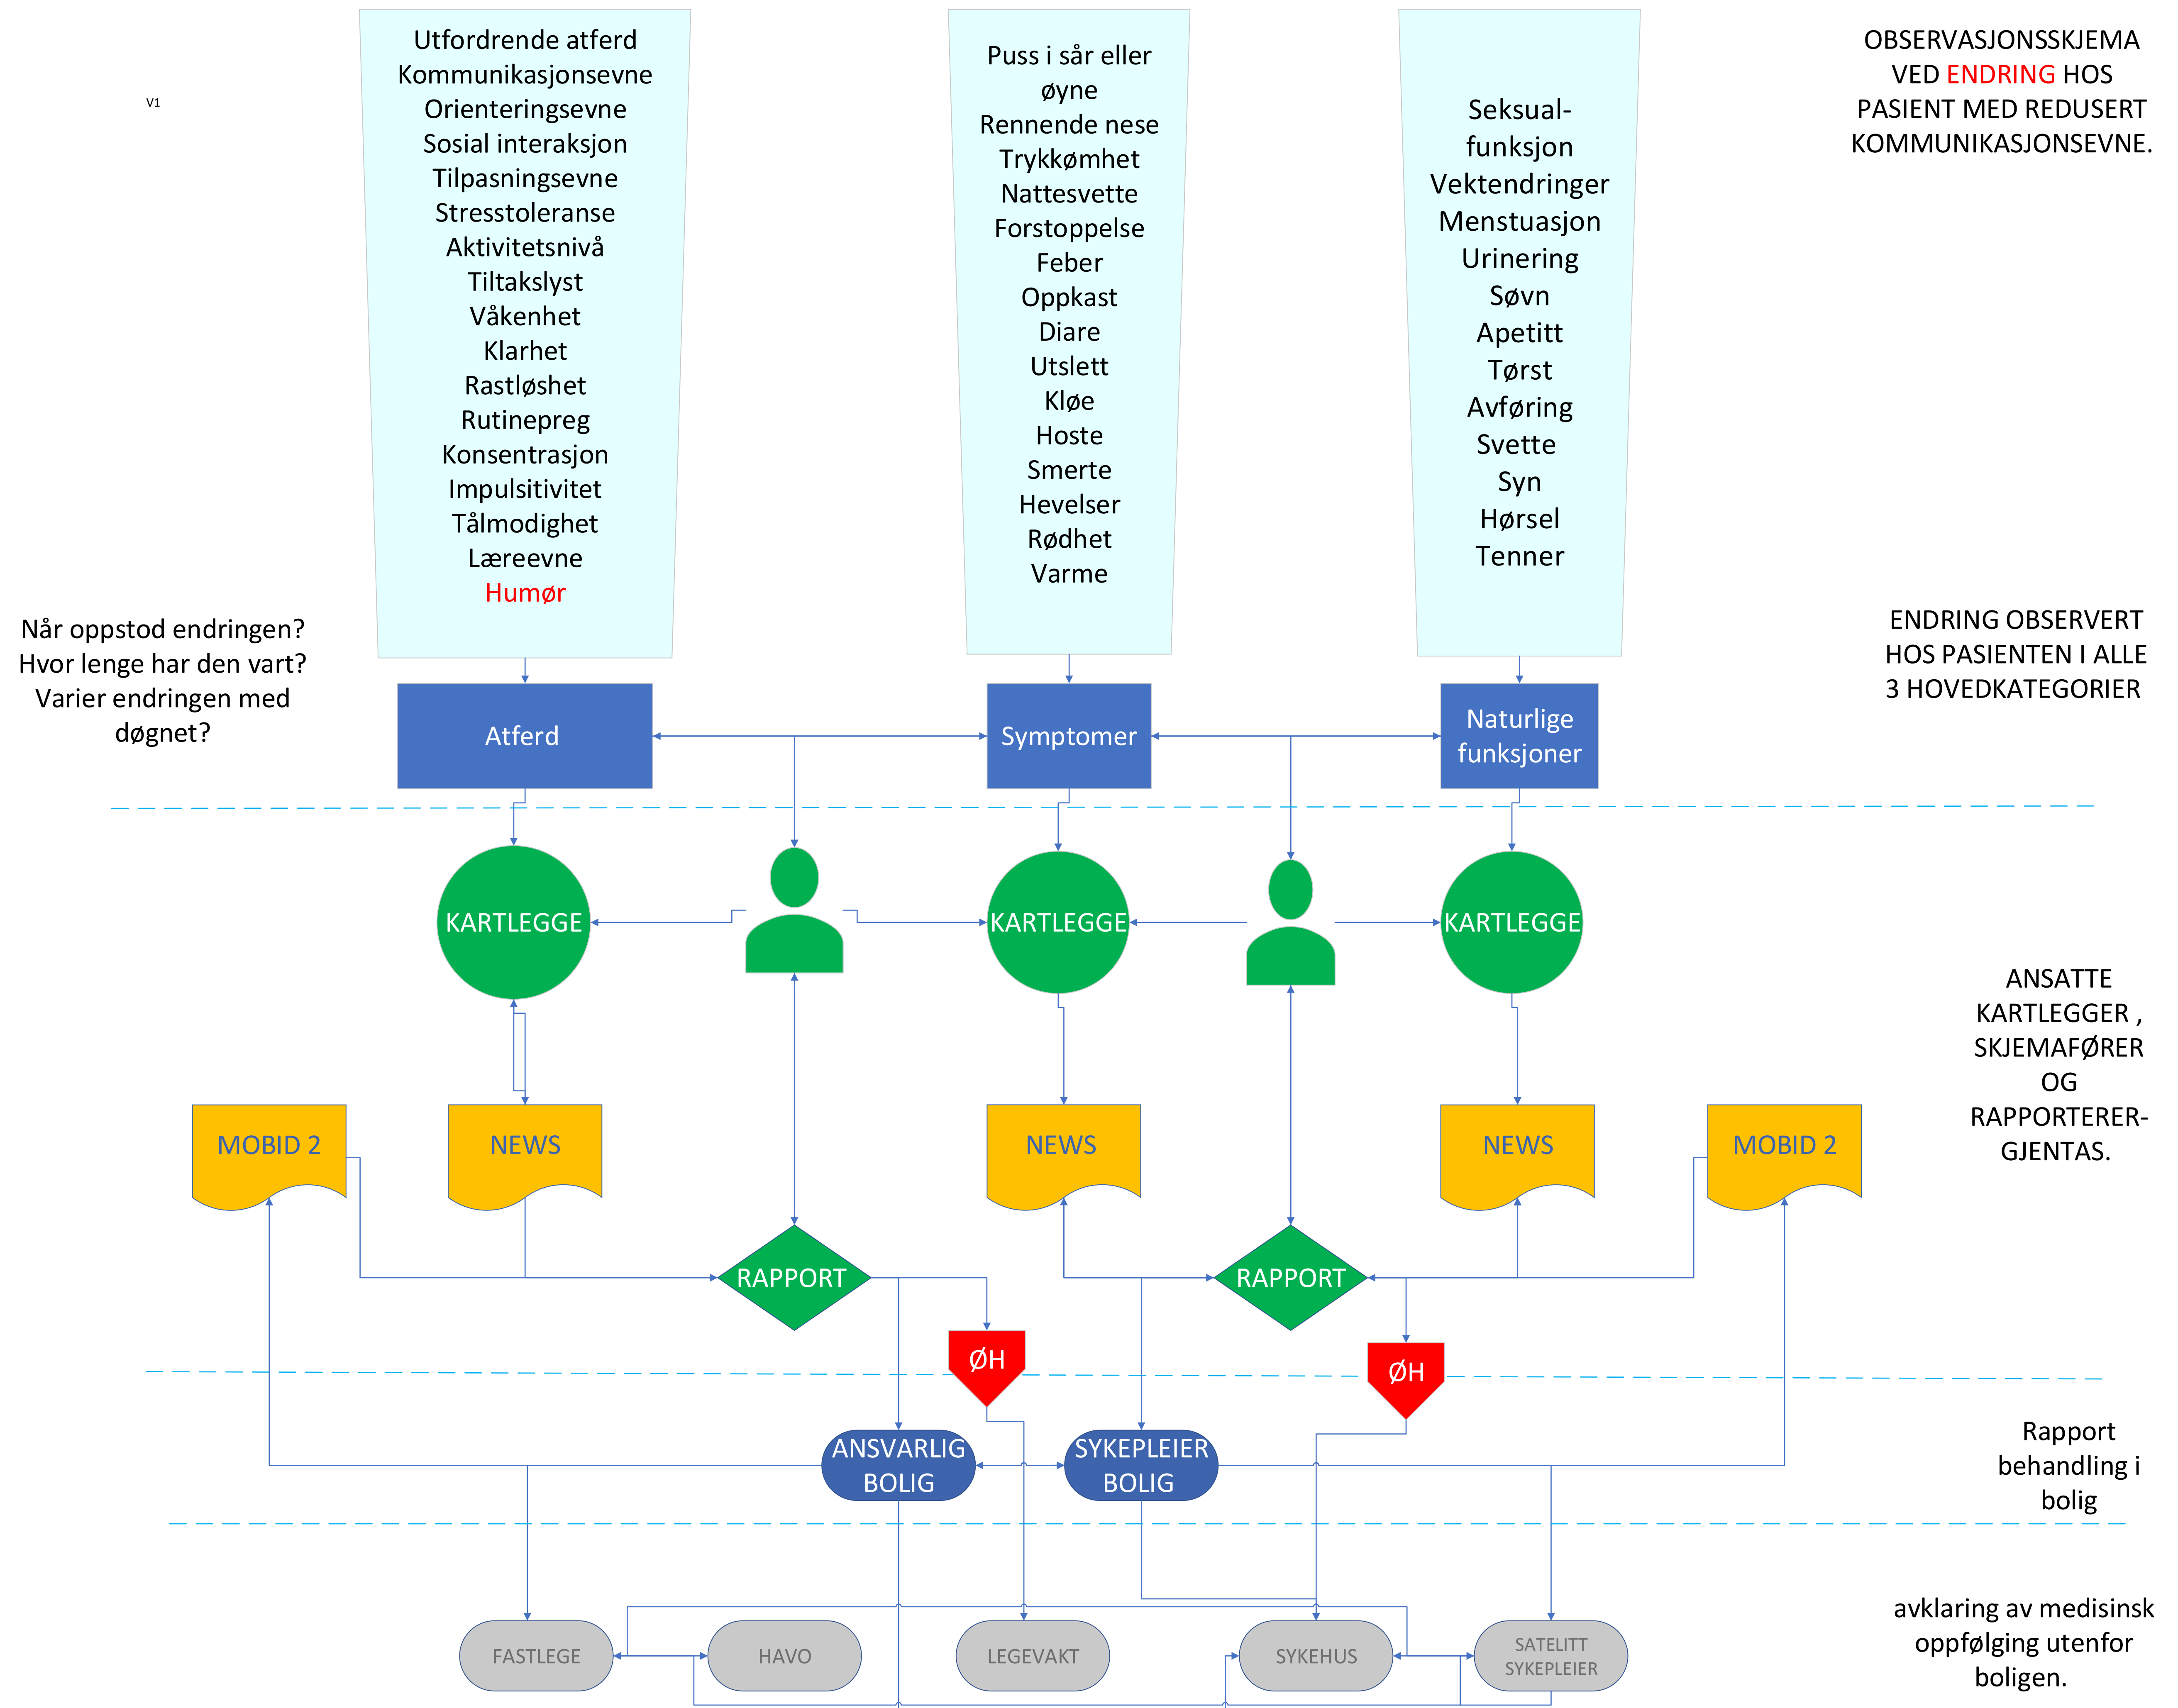 V1
Utfordrende atferd
Kommunikasjonsevne
Orienteringsevne
Sosial interaksjon
Tilpasningsevne
Stresstoleranse
Aktivitetsnivå
Tiltakslyst
Våkenhet
Klarhet
Rastløshet
Rutinepreg
Konsentrasjon
Impulsitivitet
Tålmodighet
Læreevne
Humør
Puss i sår eller
øyne
Rennende nese
Trykkømhet
Nattesvette
Forstoppelse
Feber
Oppkast
Diare
Utslett
Kløe
Hoste
Smerte
Hevelser
Rødhet
Varme
Seksual-
funksjon
Vektendringer
Menstuasjon
Urinering
Søvn
Apetitt
Tørst
Avføring
Svette
Syn
Hørsel
Tenner
OBSERVASJONSSKJEMA
VED ENDRING HOS
PASIENT MED REDUSERT
KOMMUNIKASJONSEVNE.
Når oppstod endringen?
Hvor lenge har den vart?
Varier endringen med
døgnet?
ENDRING OBSERVERT
HOS PASIENTEN I ALLE
3 HOVEDKATEGORIER
Atferd
Symptomer
Naturlige
funksjoner
KARTLEGGE
KARTLEGGE
KARTLEGGE
ANSATTE
KARTLEGGER ,
SKJEMAFØRER
OG
RAPPORTERER-
GJENTAS.
MOBID 2
NEWS
NEWS
NEWS
MOBID 2
RAPPORT
RAPPORT
ØH
ØH
ANSVARLIG
BOLIG
SYKEPLEIER
BOLIG
Rapport
behandling i
bolig
FASTLEGE
HAVO
LEGEVAKT
SYKEHUS
SATELITT
SYKEPLEIER
avklaring av medisinsk
oppfølging utenfor
boligen.